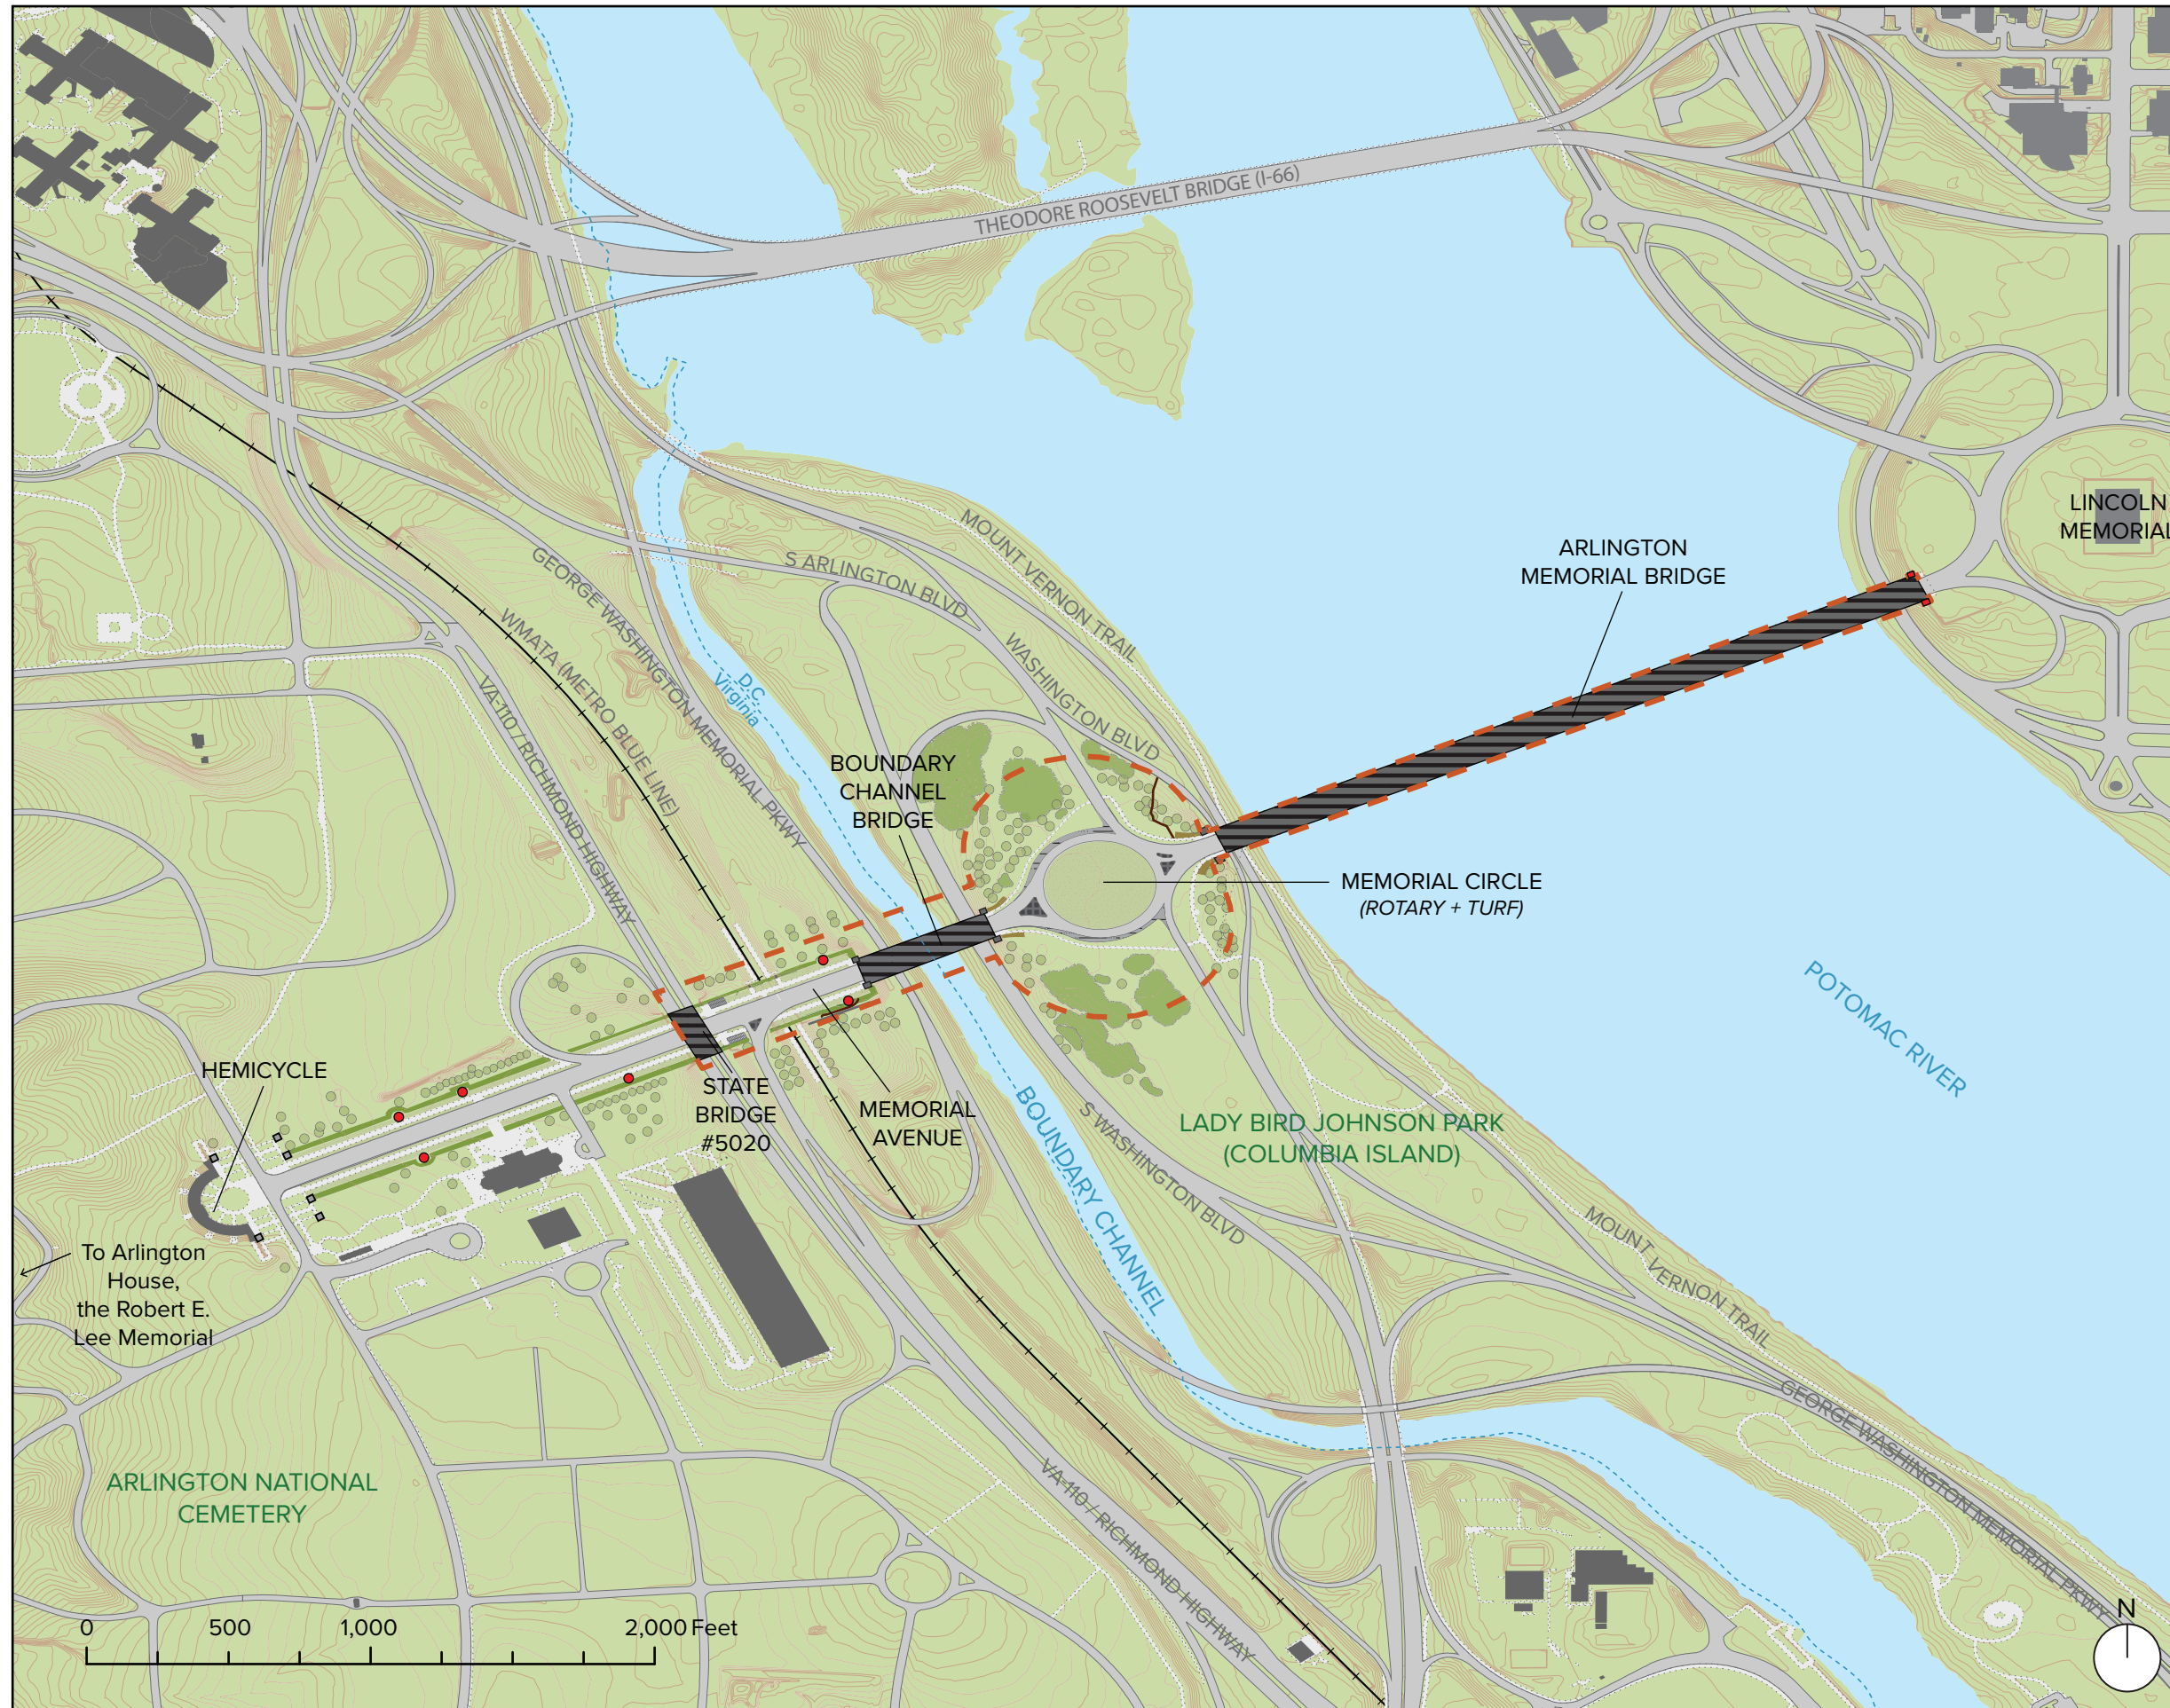 THEODORE ROOSEVELT BRIDGE (I-66)
LINCOLN
MEMORIAL
MOUNT VERNON TRAIL
ARLINGTON
MEMORIAL BRIDGE
S ARLINGTON BLVD
GEORGE WASHINGTON MEMORIAL PKWY
WMATA (METRO BLUE LINE)
WASHINGTON BLVD
D.C.
Virginia
VA-110 / RICHMOND HIGHWAY
BOUNDARY
CHANNEL
BRIDGE
MEMORIAL CIRCLE
(ROTARY + TURF)
POTOMAC RIVER
HEMICYCLE
STATE
BRIDGE
#5020
MEMORIAL
AVENUE
BOUNDARY CHANNEL
S WASHINGTON BLVD
LADY BIRD JOHNSON PARK
(COLUMBIA ISLAND)
To Arlington
House,
the Robert E.
Lee Memorial
MOUNT VERNON TRAIL
GEORGE WASHINGTON MEMORIAL PKWY
ARLINGTON NATIONAL
CEMETERY
VA-110 / RICHMOND HIGHWAY
0 500 1,000 2,000 Feet
N